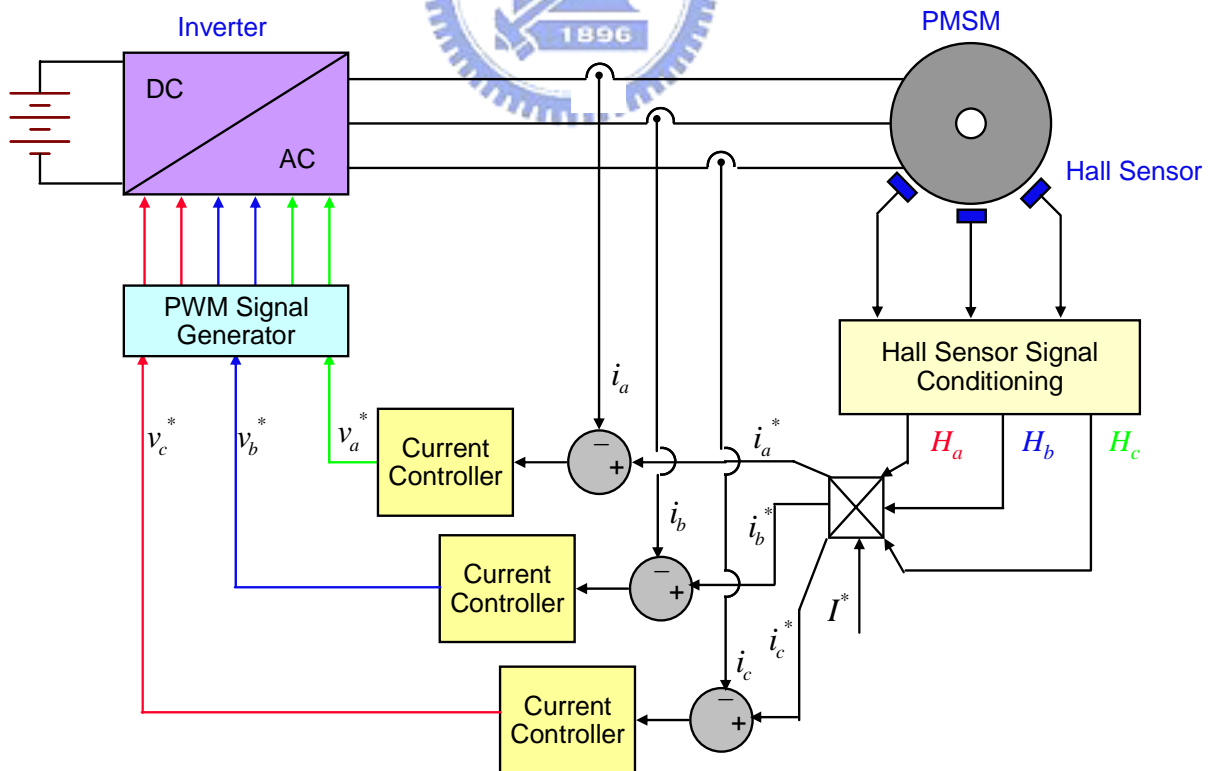 1896
Inverter
PMSM
DC
AC
Hall Sensor
PWM Signal
Generator
Hall Sensor Signal
Conditioning
i_a
v_c^*
v_b^*
v_a^*
Current
Controller
−
+
i_a^*
H_a
H_b
H_c
i_b
i_b^*
Current
Controller
−
+
I^*
i_c^*
i_c
Current
Controller
−
+